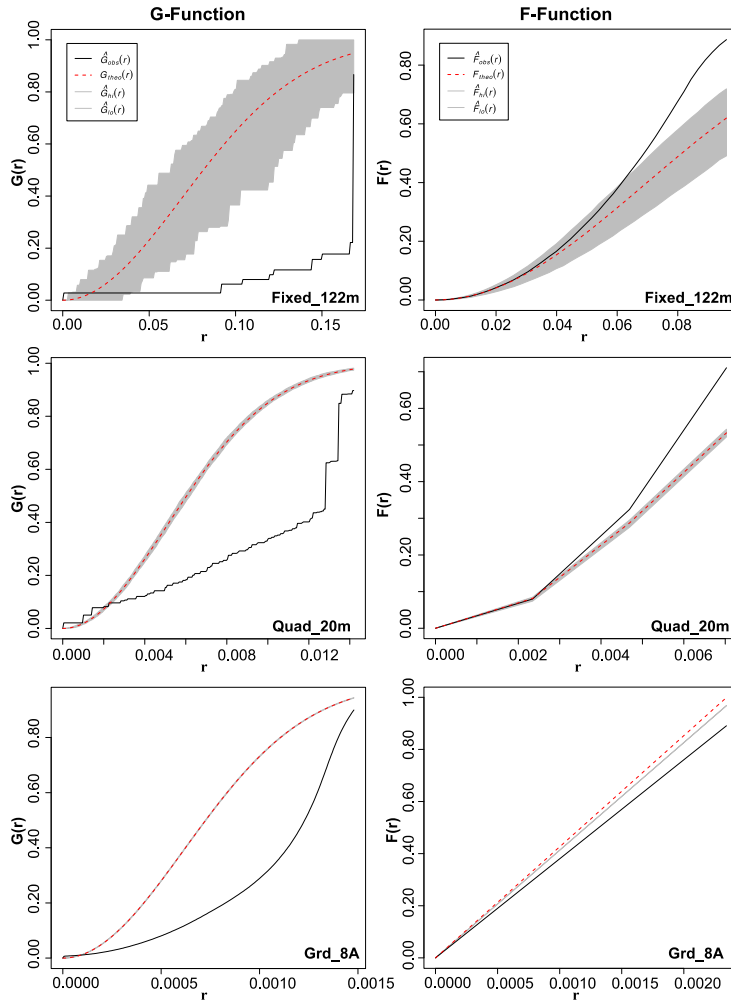 G-Function
F-Function
Ĝobs(r)
Gtheo(r)
Ĝhi(r)
Ĝlo(r)
G(r)
0.00 0.20 0.40 0.60 0.80 1.00
Fixed_122m
0.00 0.05 0.10 0.15
r
F̂obs(r)
Ftheo(r)
F̂hi(r)
F̂lo(r)
F(r)
0.00 0.20 0.40 0.60 0.80
Fixed_122m
0.00 0.02 0.04 0.06 0.08
r
G(r)
0.00 0.20 0.40 0.60 0.80 1.00
Quad_20m
0.000 0.004 0.008 0.012
r
F(r)
0.00 0.20 0.40 0.60
Quad_20m
0.000 0.002 0.004 0.006
r
G(r)
0.00 0.20 0.40 0.60 0.80
Grd_8A
0.0000 0.0005 0.0010 0.0015
r
F(r)
0.00 0.20 0.40 0.60 0.80 1.00
Grd_8A
0.0000 0.0005 0.0010 0.0015 0.0020
r